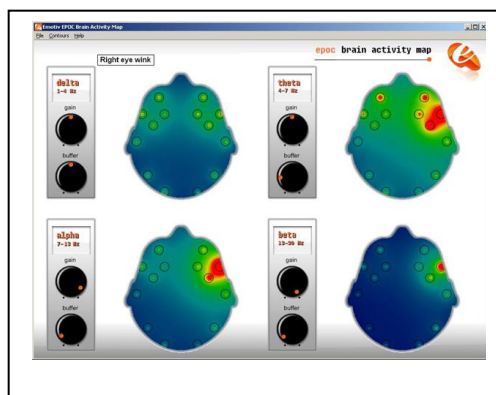 Emotiv EPOC Brain Activity Map
File Contours Help
Right eye wink
epoc brain activity map
delta
1-4 Hz
gain
buffer
theta
4-7 Hz
gain
buffer
alpha
7-13 Hz
gain
buffer
beta
13-30 Hz
gain
buffer